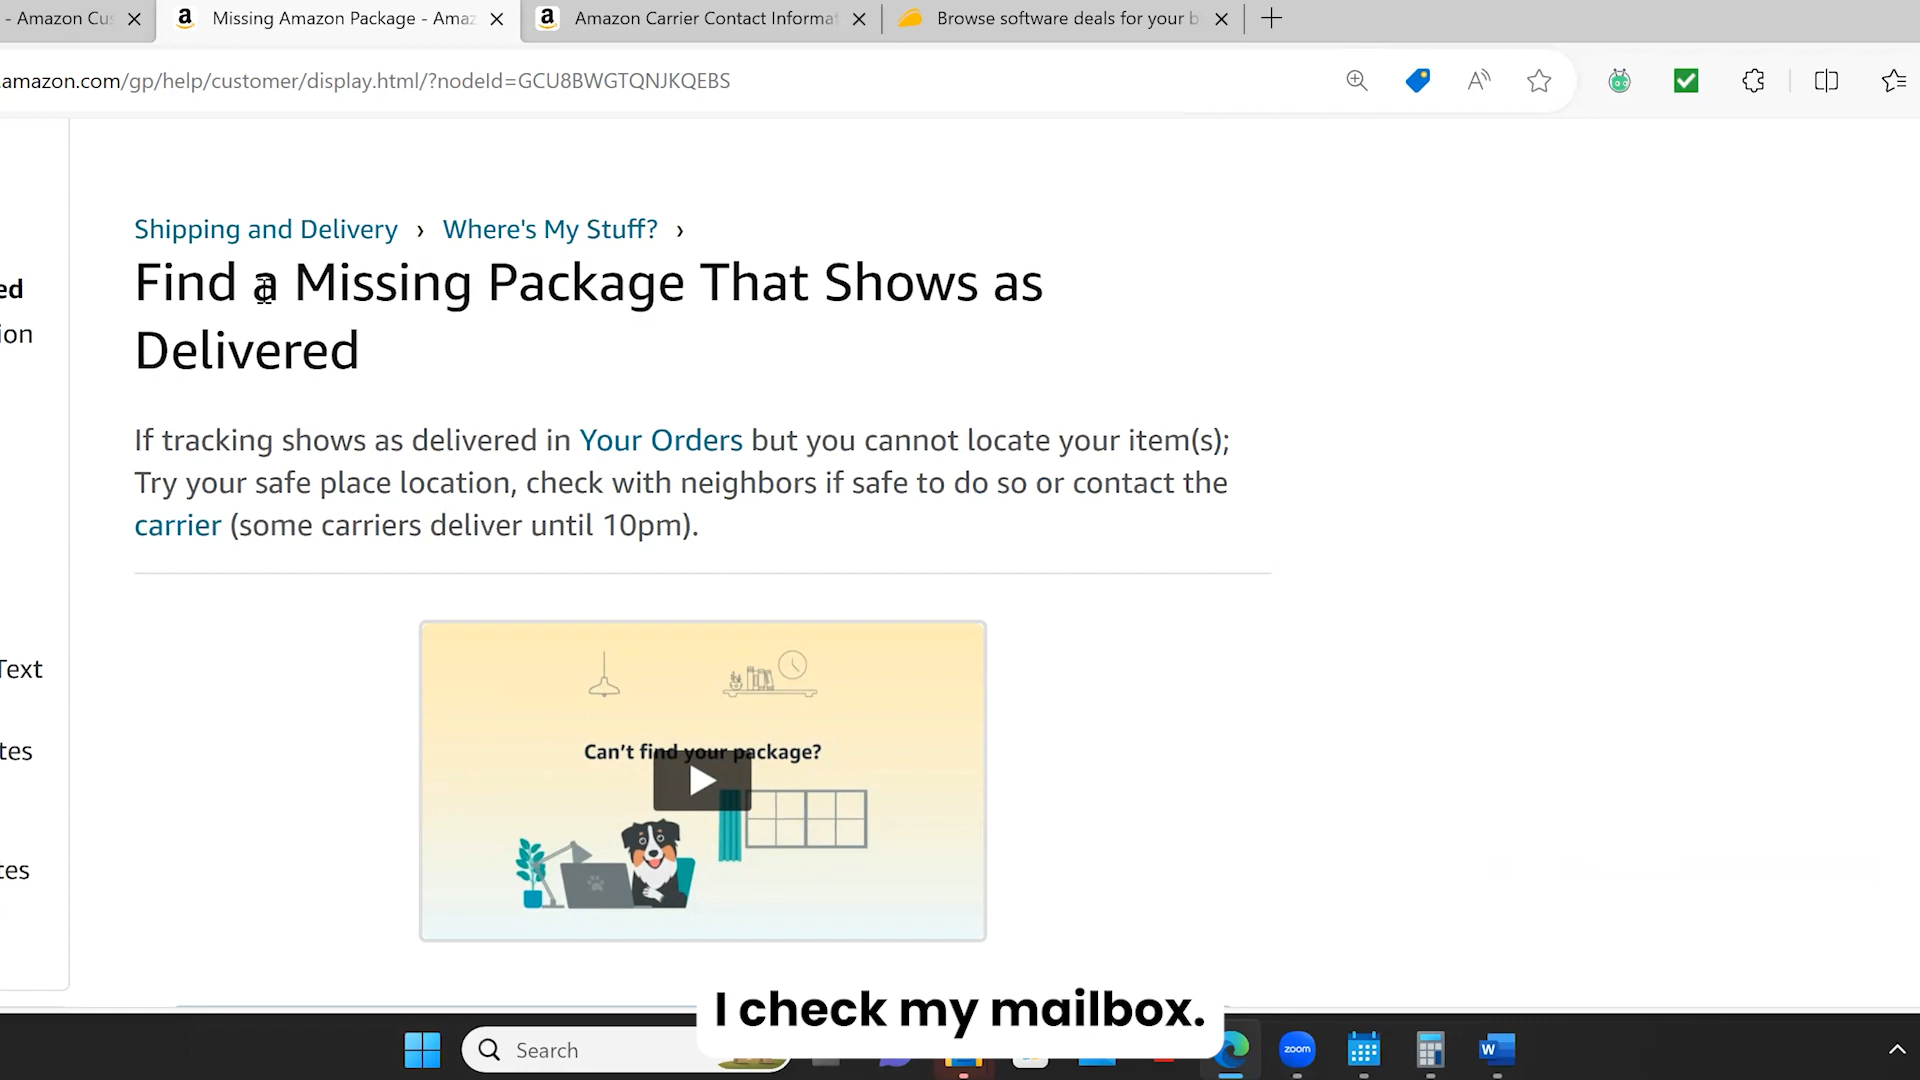 - Amazon Cus
Missing Amazon Package - Amaz
Amazon Carrier Contact Informat
Browse software deals for your b
.amazon.com/gp/help/customer/display.html/?nodeId=GCU8BWGTQNJKQEBS
Shipping and Delivery › Where's My Stuff? ›
Find a Missing Package That Shows as
Delivered
ed
ion
If tracking shows as delivered in Your Orders but you cannot locate your item(s);
Try your safe place location, check with neighbors if safe to do so or contact the
carrier (some carriers deliver until 10pm).
Text
tes
tes
Can't find your package?
I check my mailbox.
Search
zoom
W